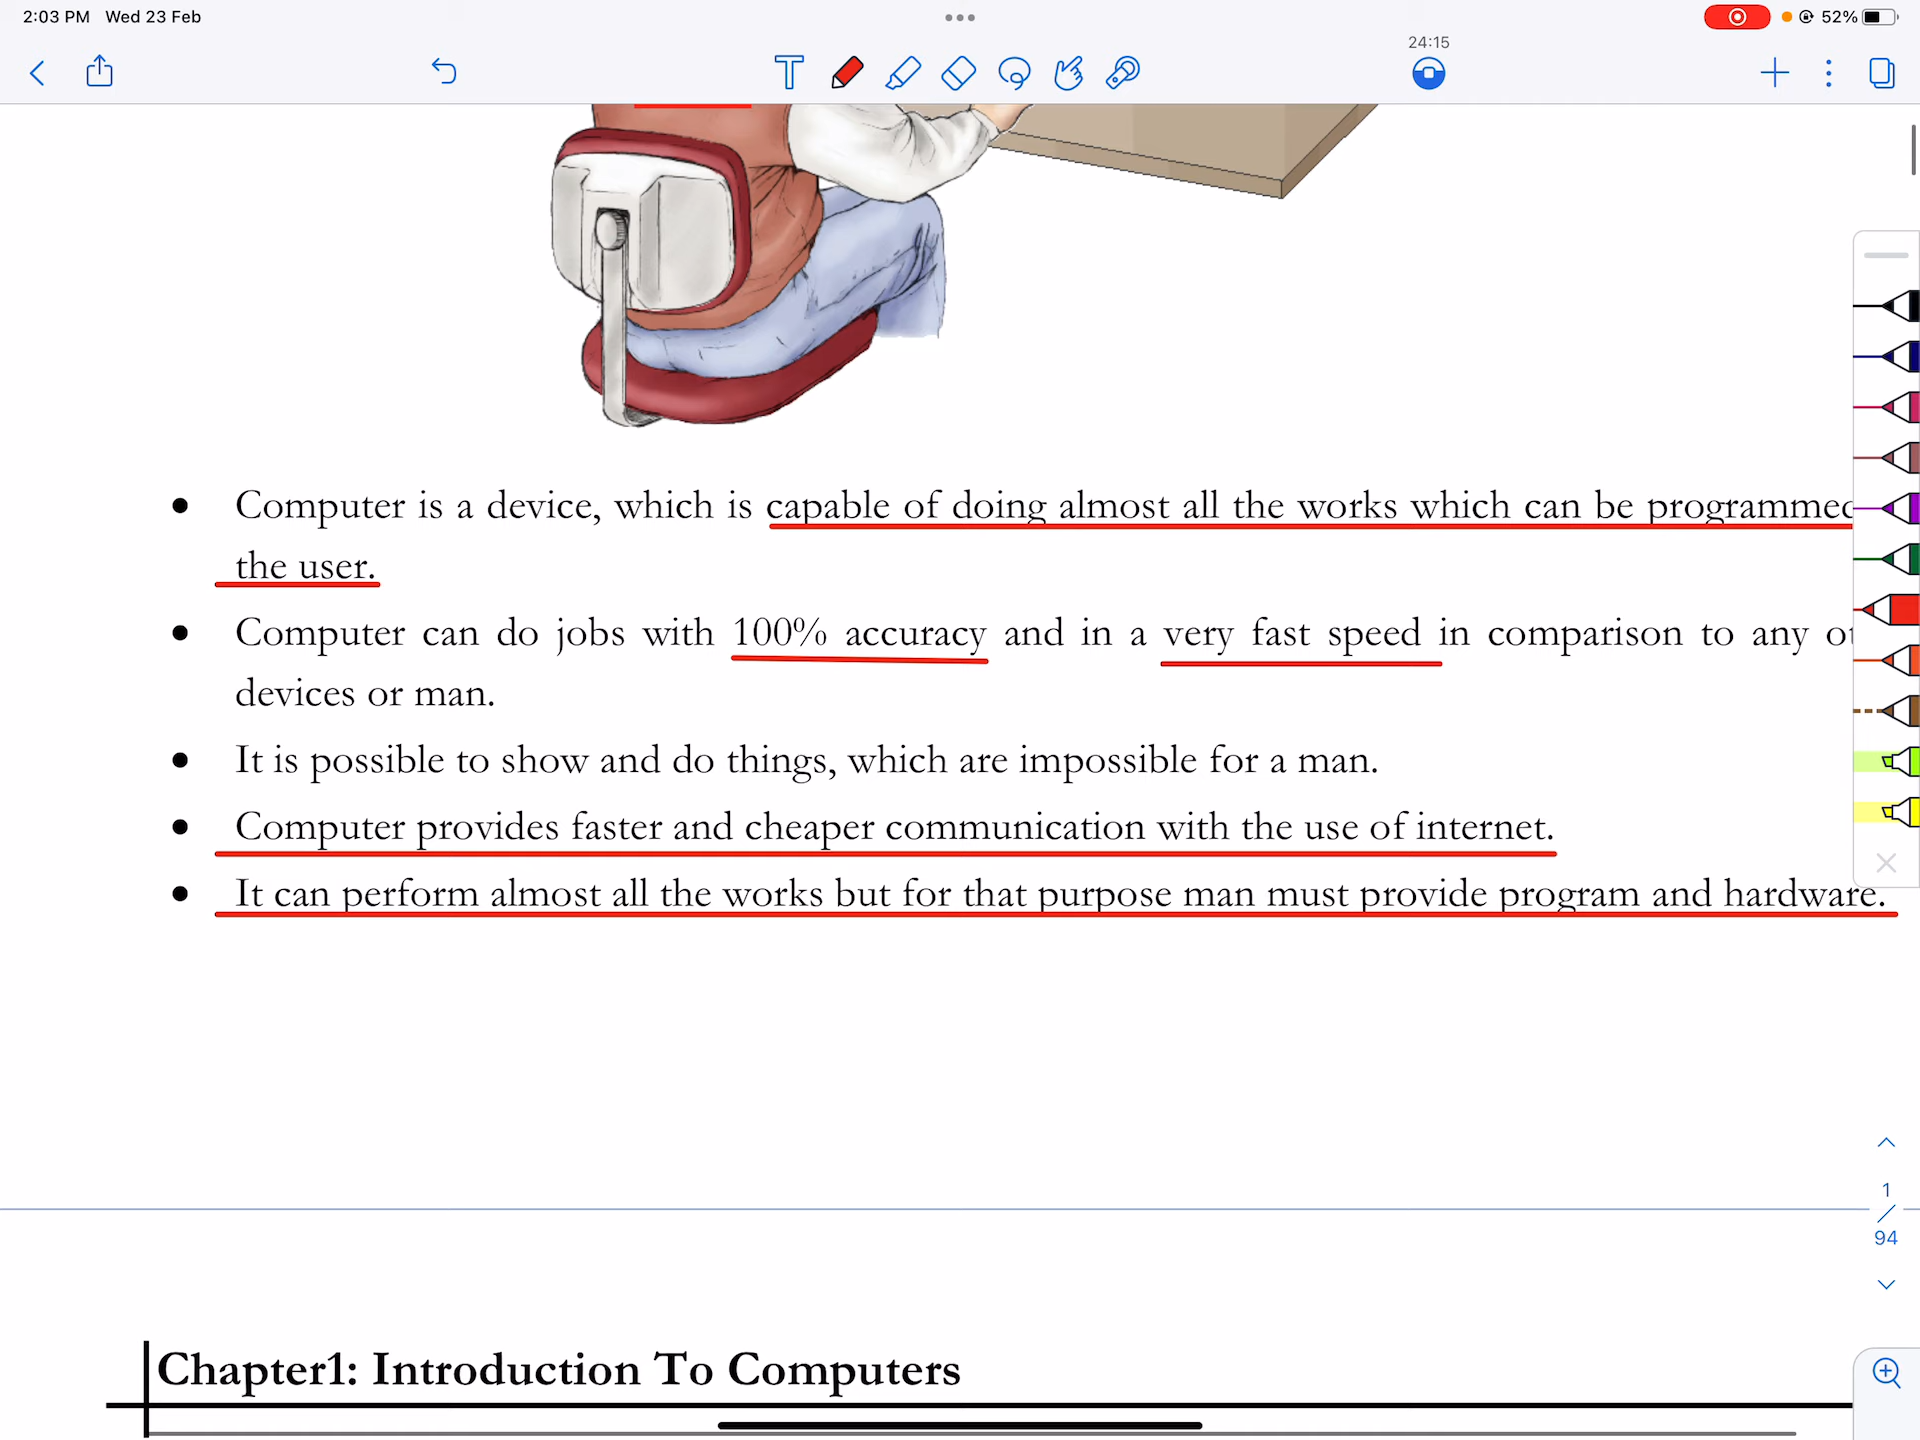 2:03 PM Wed 23 Feb
52%
24:15
• Computer is a device, which is capable of doing almost all the works which can be programmed
the user.
• Computer can do jobs with 100% accuracy and in a very fast speed in comparison to any
devices or man.
• It is possible to show and do things, which are impossible for a man.
• Computer provides faster and cheaper communication with the use of internet.
• It can perform almost all the works but for that purpose man must provide program and hardware.
1
/
94
Chapter1: Introduction To Computers